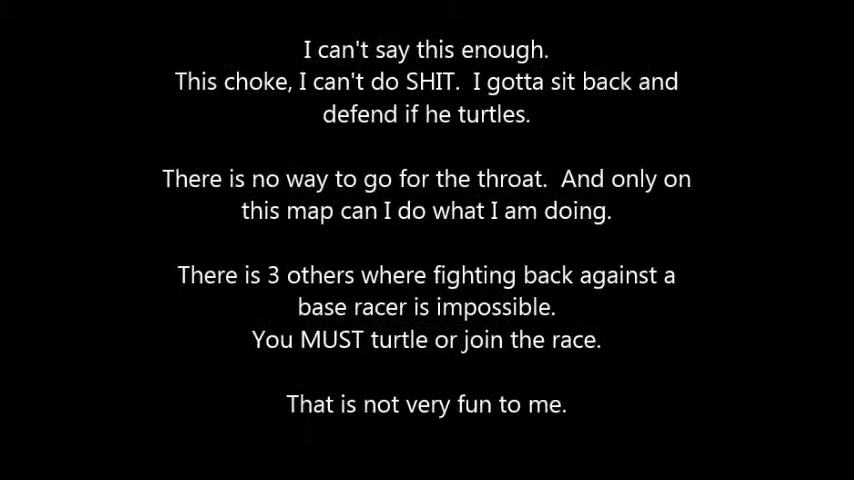 I can't say this enough.
This choke, I can't do SHIT.  I gotta sit back and
defend if he turtles.
There is no way to go for the throat.  And only on
this map can I do what I am doing.
There is 3 others where fighting back against a
base racer is impossible.
You MUST turtle or join the race.
That is not very fun to me.